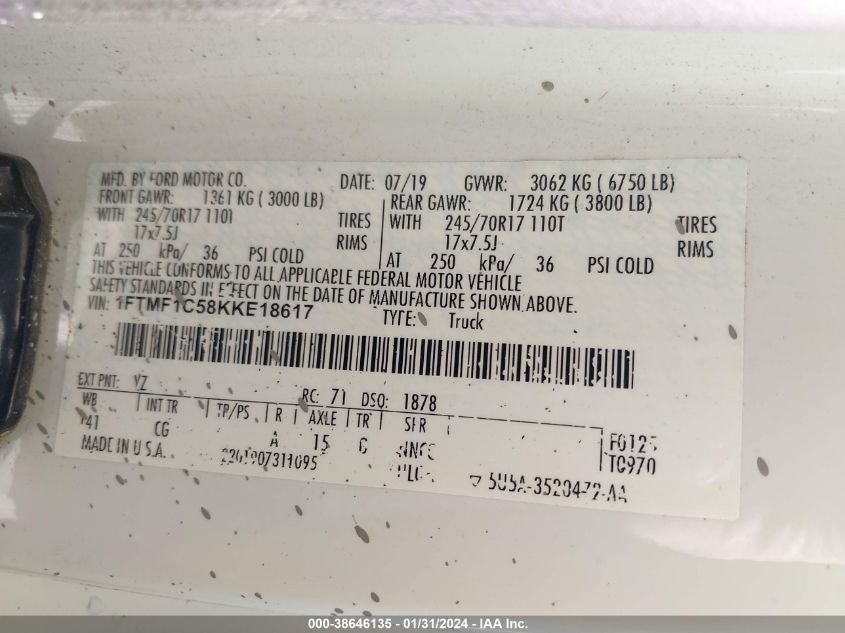 MFD. BY FORD MOTOR CO. DATE: 07/19 GVWR: 3062 KG ( 6750 LB)
FRONT GAWR: 1361 KG ( 3000 LB) REAR GAWR: 1724 KG ( 3800 LB)
WITH 245/70R17 110T TIRES WITH 245/70R17 110T TIRES
17x7.5J RIMS 17x7.5J RIMS
AT 250 kPa/ 36 PSI COLD AT 250 kPa/ 36 PSI COLD
THIS VEHICLE CONFORMS TO ALL APPLICABLE FEDERAL MOTOR VEHICLE
SAFETY STANDARDS IN EFFECT ON THE DATE OF MANUFACTURE SHOWN ABOVE.
VIN: 1FTMF1C58KKE18617 TYPE: Truck
EXT PNT: YZ RC: 71 DSO: 1878
WB INT TR TP/PS R AXLE TR SPR
141 CG A 15
MADE IN U.S.A. F0125
TG970
000-38646135 - 01/31/2024 - IAA Inc.